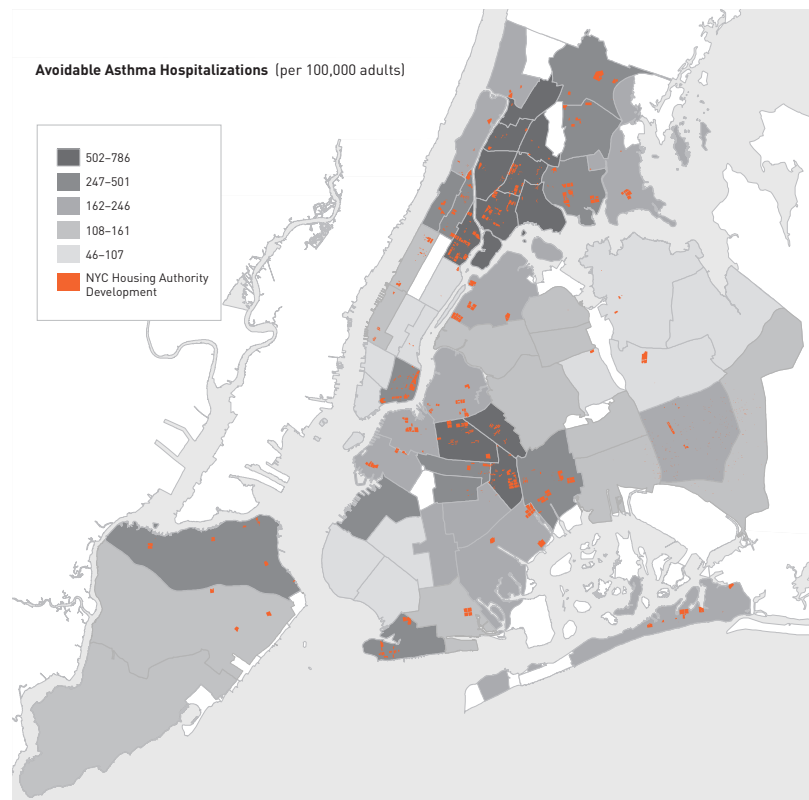 Avoidable Asthma Hospitalizations (per 100,000 adults)
502–786
247–501
162–246
108–161
46–107
NYC Housing Authority
Development